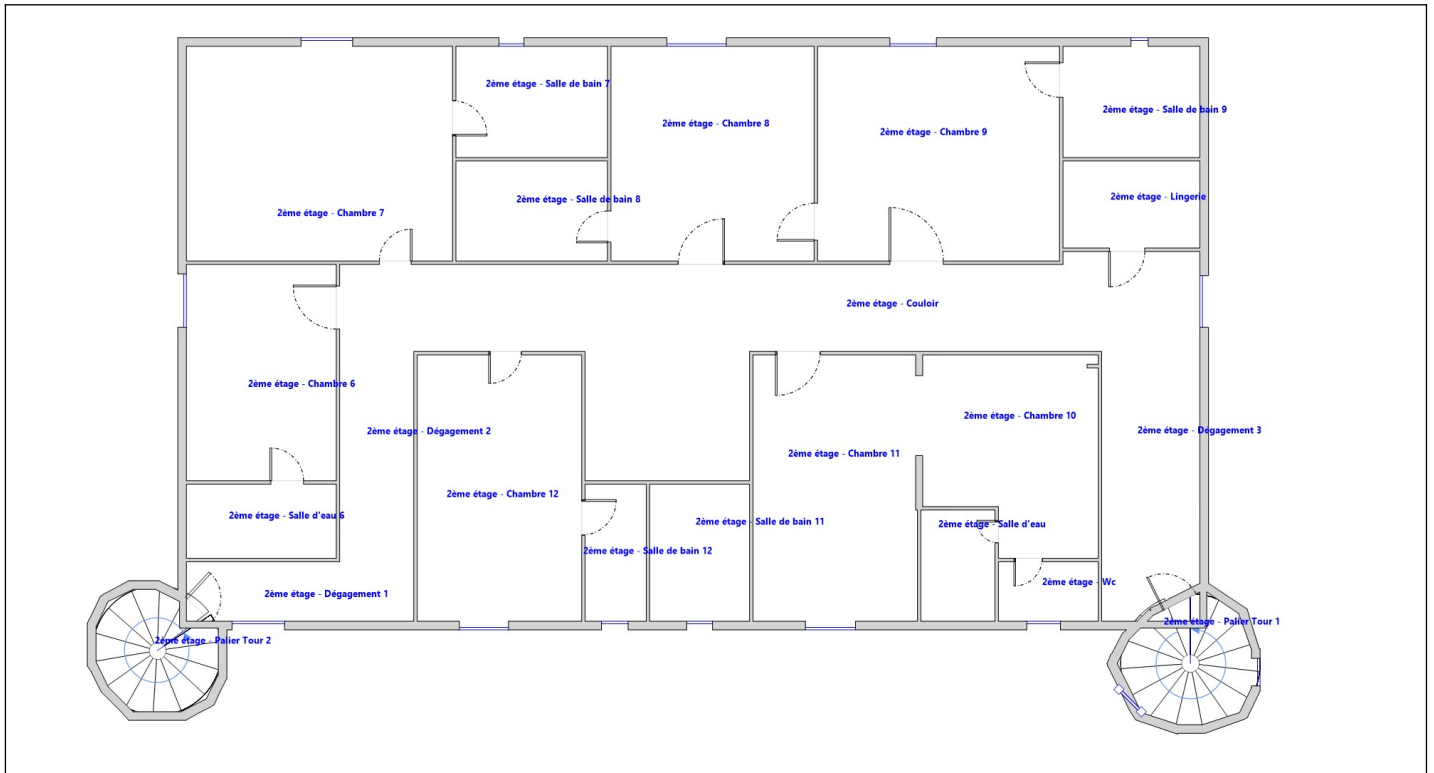 2ème étage - Salle de bain 7
2ème étage - Salle de bain 9
2ème étage - Chambre 8
2ème étage - Chambre 9
2ème étage - Salle de bain 8
2ème étage - Lingerie
2ème étage - Chambre 7
2ème étage - Couloir
2ème étage - Chambre 6
2ème étage - Chambre 10
2ème étage - Dégagement 2
2ème étage - Dégagement 3
2ème étage - Chambre 11
2ème étage - Chambre 12
2ème étage - Salle d'eau 6
2ème étage - Salle de bain 11
2ème étage - Salle d'eau
2ème étage - Salle de bain 12
2ème étage - Wc
2ème étage - Dégagement 1
2ème étage - Palier Tour 1
2ème étage - Palier Tour 2